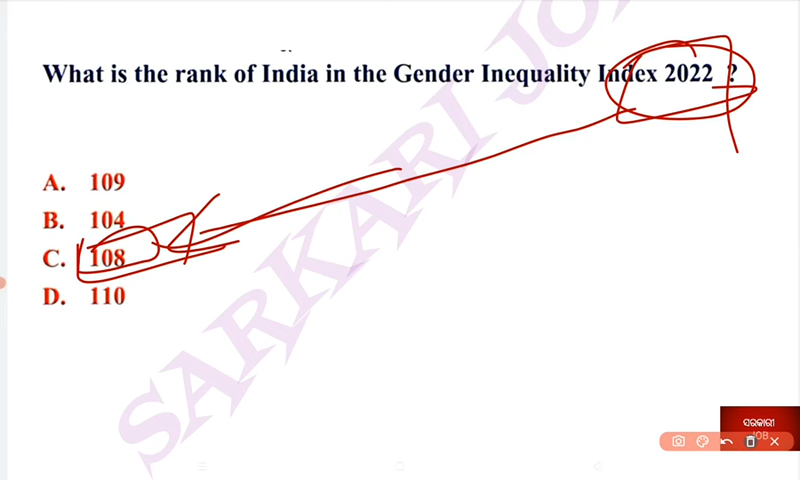 What is the rank of India in the Gender Inequality Index 2022 ?
A. 109
B. 104
C. 108
D. 110
SARKARI JO
ସରକାରୀ
JOB